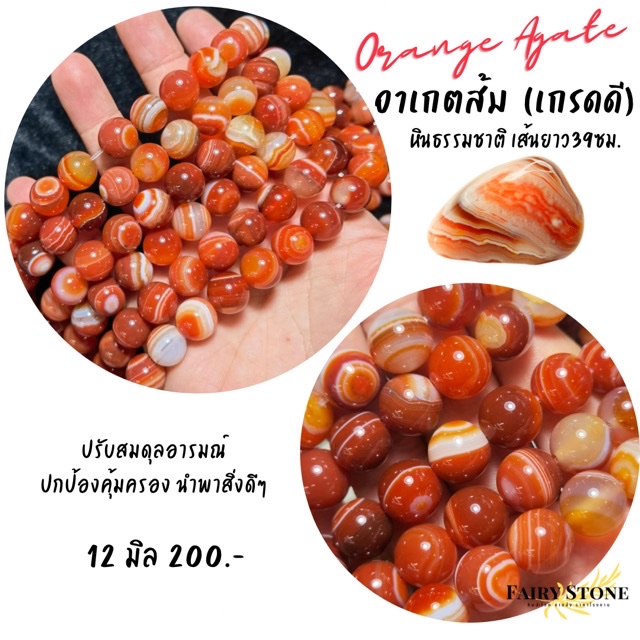 Orange Agate
อาเกตส้ม (เกรดดี)
หินธรรมชาติ เส้นยาว39ซม.
ปรับสมดุลอารมณ์
ปกป้องคุ้มครอง นำพาสิ่งดีๆ
12 มิล 200.-
FAIRY STONE